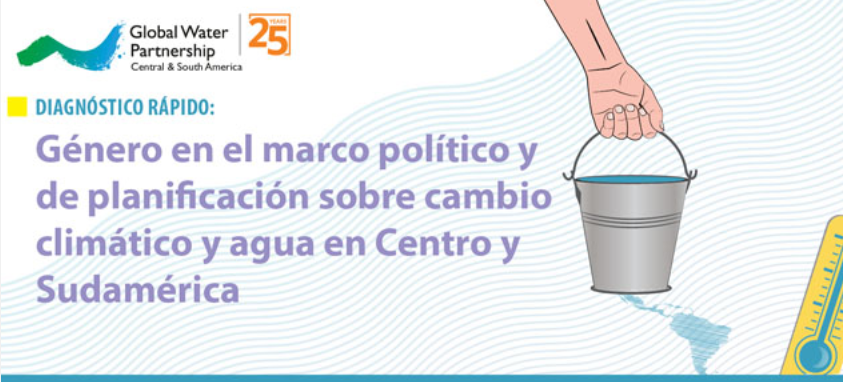 Global Water
Partnership
Central & South America
25 YEARS
DIAGNÓSTICO RÁPIDO:
Género en el marco político y
de planificación sobre cambio
climático y agua en Centro y
Sudamérica